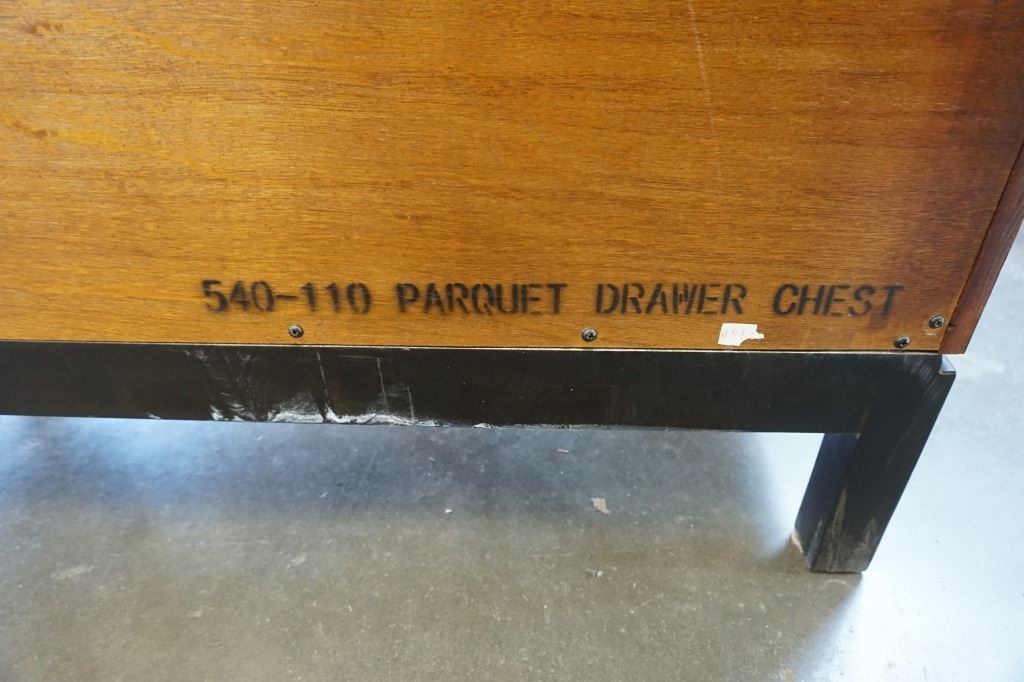 540-110 PARQUET DRAWER CHEST